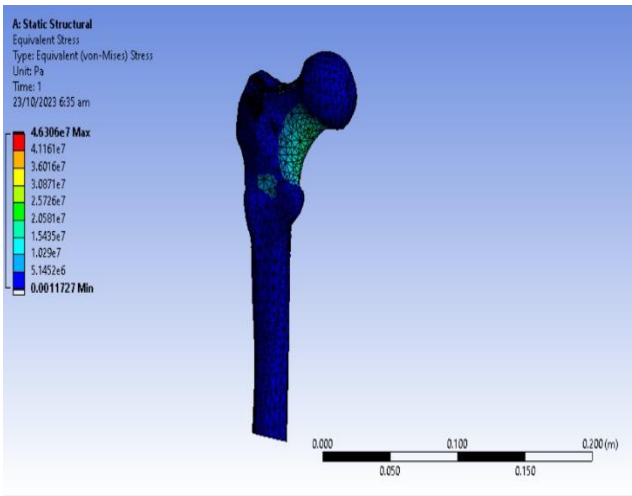 A: Static Structural
Equivalent Stress
Type: Equivalent (von-Mises) Stress
Unit: Pa
Time: 1
23/10/2023 6:35 am
4.6306e7 Max
4.1161e7
3.6016e7
3.0871e7
2.5726e7
2.0581e7
1.5435e7
1.029e7
5.1452e6
0.0011727 Min
0.000 0.100 0.200 (m)
0.050 0.150